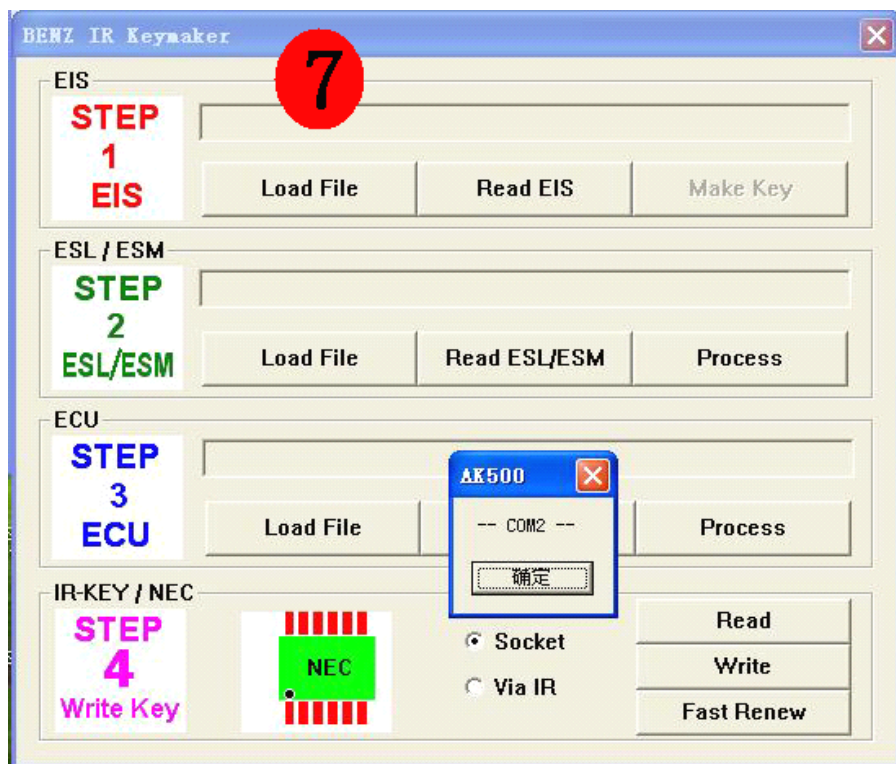 BENZ IR Keymaker
7
EIS
STEP
1
EIS
Load File
Read EIS
Make Key
ESL / ESM
STEP
2
ESL/ESM
Load File
Read ESL/ESM
Process
ECU
STEP
3
ECU
Load File
Process
AK500
-- COM2 --
确定
IR-KEY / NEC
STEP
4
Write Key
NEC
Socket
Via IR
Read
Write
Fast Renew